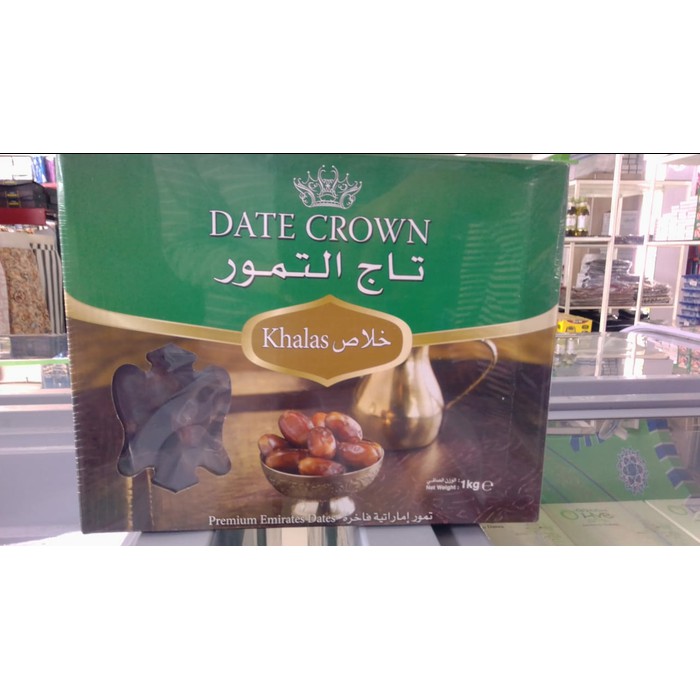 DATE CROWN
تاج التمور
Khalas خلاص
الوزن الصافي :
Net Weight : 1kg e
Premium Emirates Dates تمور إماراتية فاخرة